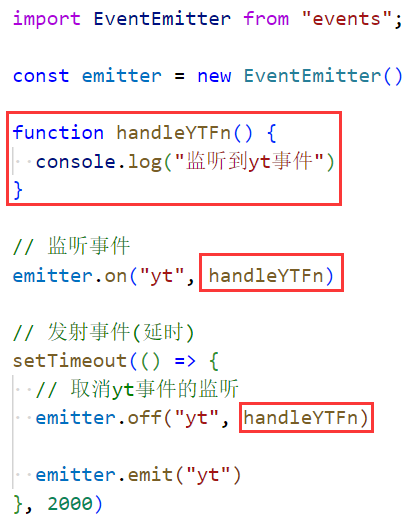 import EventEmitter from "events";
const emitter = new EventEmitter()
function handleYTFn() {
console.log("监听到yt事件")
}
// 监听事件
emitter.on("yt", handleYTFn)
// 发射事件(延时)
setTimeout(() => {
// 取消yt事件的监听
emitter.off("yt", handleYTFn)
emitter.emit("yt")
}, 2000)